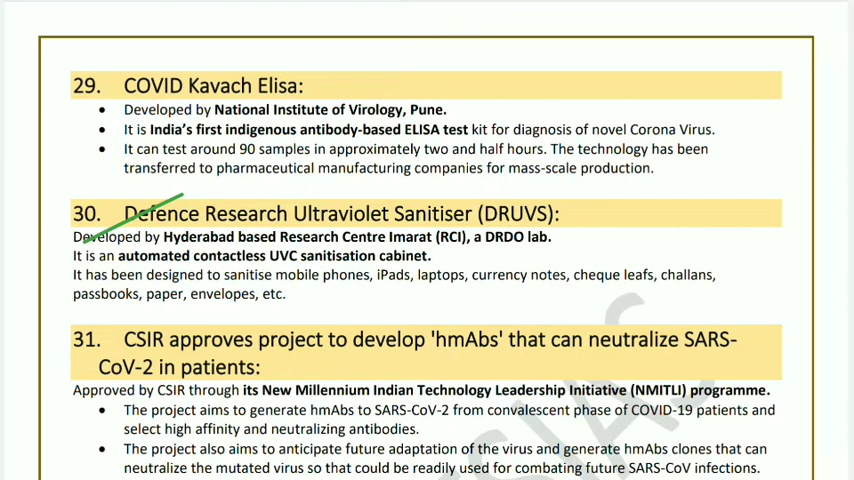 29. COVID Kavach Elisa:
• Developed by National Institute of Virology, Pune.
• It is India's first indigenous antibody-based ELISA test kit for diagnosis of novel Corona Virus.
• It can test around 90 samples in approximately two and half hours. The technology has been
transferred to pharmaceutical manufacturing companies for mass-scale production.
30. Defence Research Ultraviolet Sanitiser (DRUVS):
Developed by Hyderabad based Research Centre Imarat (RCI), a DRDO lab.
It is an automated contactless UVC sanitisation cabinet.
It has been designed to sanitise mobile phones, iPads, laptops, currency notes, cheque leafs, challans,
passbooks, paper, envelopes, etc.
31. CSIR approves project to develop 'hmAbs' that can neutralize SARS-
CoV-2 in patients:
Approved by CSIR through its New Millennium Indian Technology Leadership Initiative (NMITLI) programme.
• The project aims to generate hmAbs to SARS-CoV-2 from convalescent phase of COVID-19 patients and
select high affinity and neutralizing antibodies.
• The project also aims to anticipate future adaptation of the virus and generate hmAbs clones that can
neutralize the mutated virus so that could be readily used for combating future SARS-CoV infections.